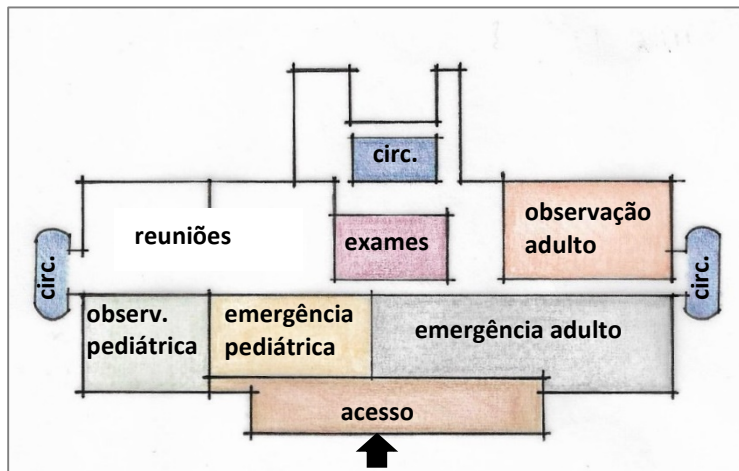 circ.
reuniões
exames
observação
adulto
circ.
circ.
observ.
pediátrica
emergência
pediátrica
emergência adulto
acesso